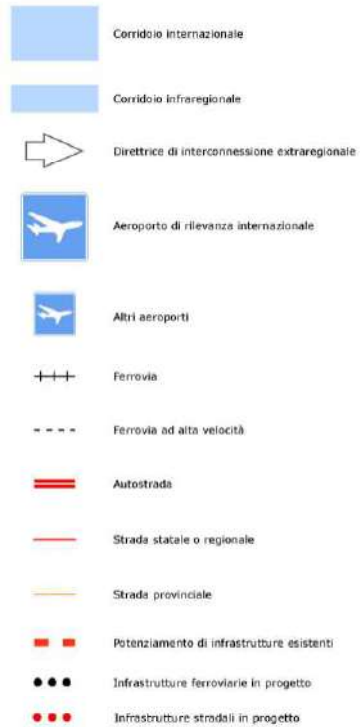 Corridoio internazionale
Corridoio infraregionale
Direttrice di interconnessione extraregionale
Aeroporto di rilevanza internazionale
Altri aeroporti
Ferrovia
Ferrovia ad alta velocità
Autostrada
Strada statale o regionale
Strada provinciale
Potenziamento di infrastrutture esistenti
Infrastrutture ferroviarie in progetto
Infrastrutture stradali in progetto